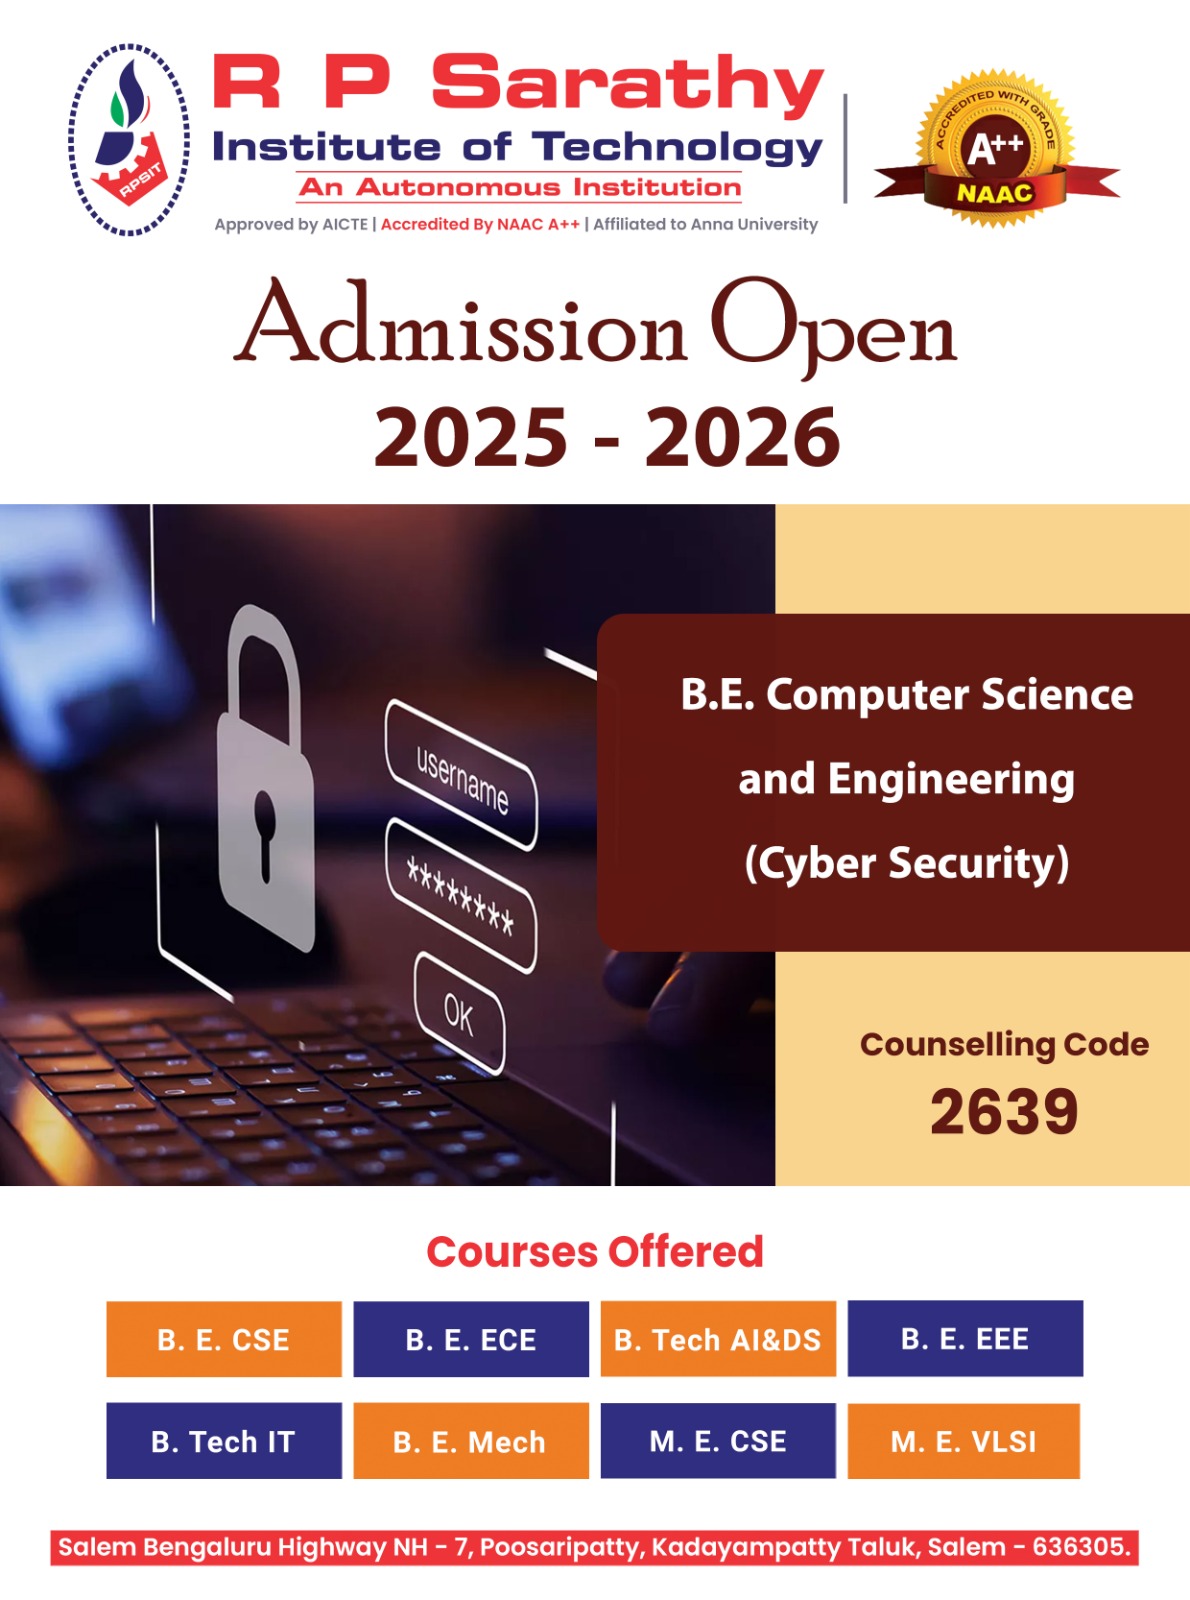 RPSIT
R P Sarathy
Institute of Technology
An Autonomous Institution
Approved by AICTE | Accredited By NAAC A++ | Affiliated to Anna University
ACCREDITED WITH GRADE
A++
NAAC
Admission Open
2025 - 2026
username
********
OK
B.E. Computer Science
and Engineering
(Cyber Security)
Counselling Code
2639
Courses Offered
B. E. CSE
B. E. ECE
B. Tech AI&DS
B. E. EEE
B. Tech IT
B. E. Mech
M. E. CSE
M. E. VLSI
Salem Bengaluru Highway NH - 7, Poosaripatty, Kadayampatty Taluk, Salem - 636305.